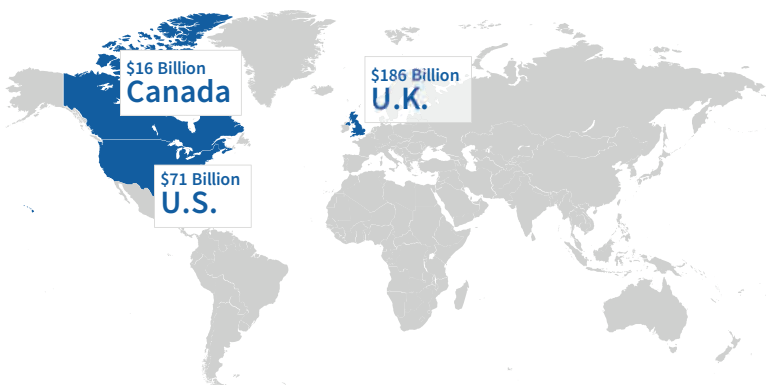 $16 Billion
Canada
$186 Billion
U.K.
$71 Billion
U.S.